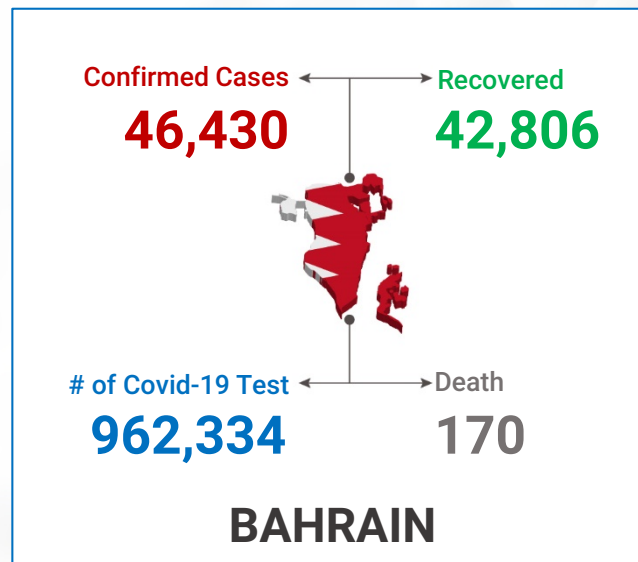 Confirmed Cases
46,430
Recovered
42,806
# of Covid-19 Test
962,334
Death
170
BAHRAIN